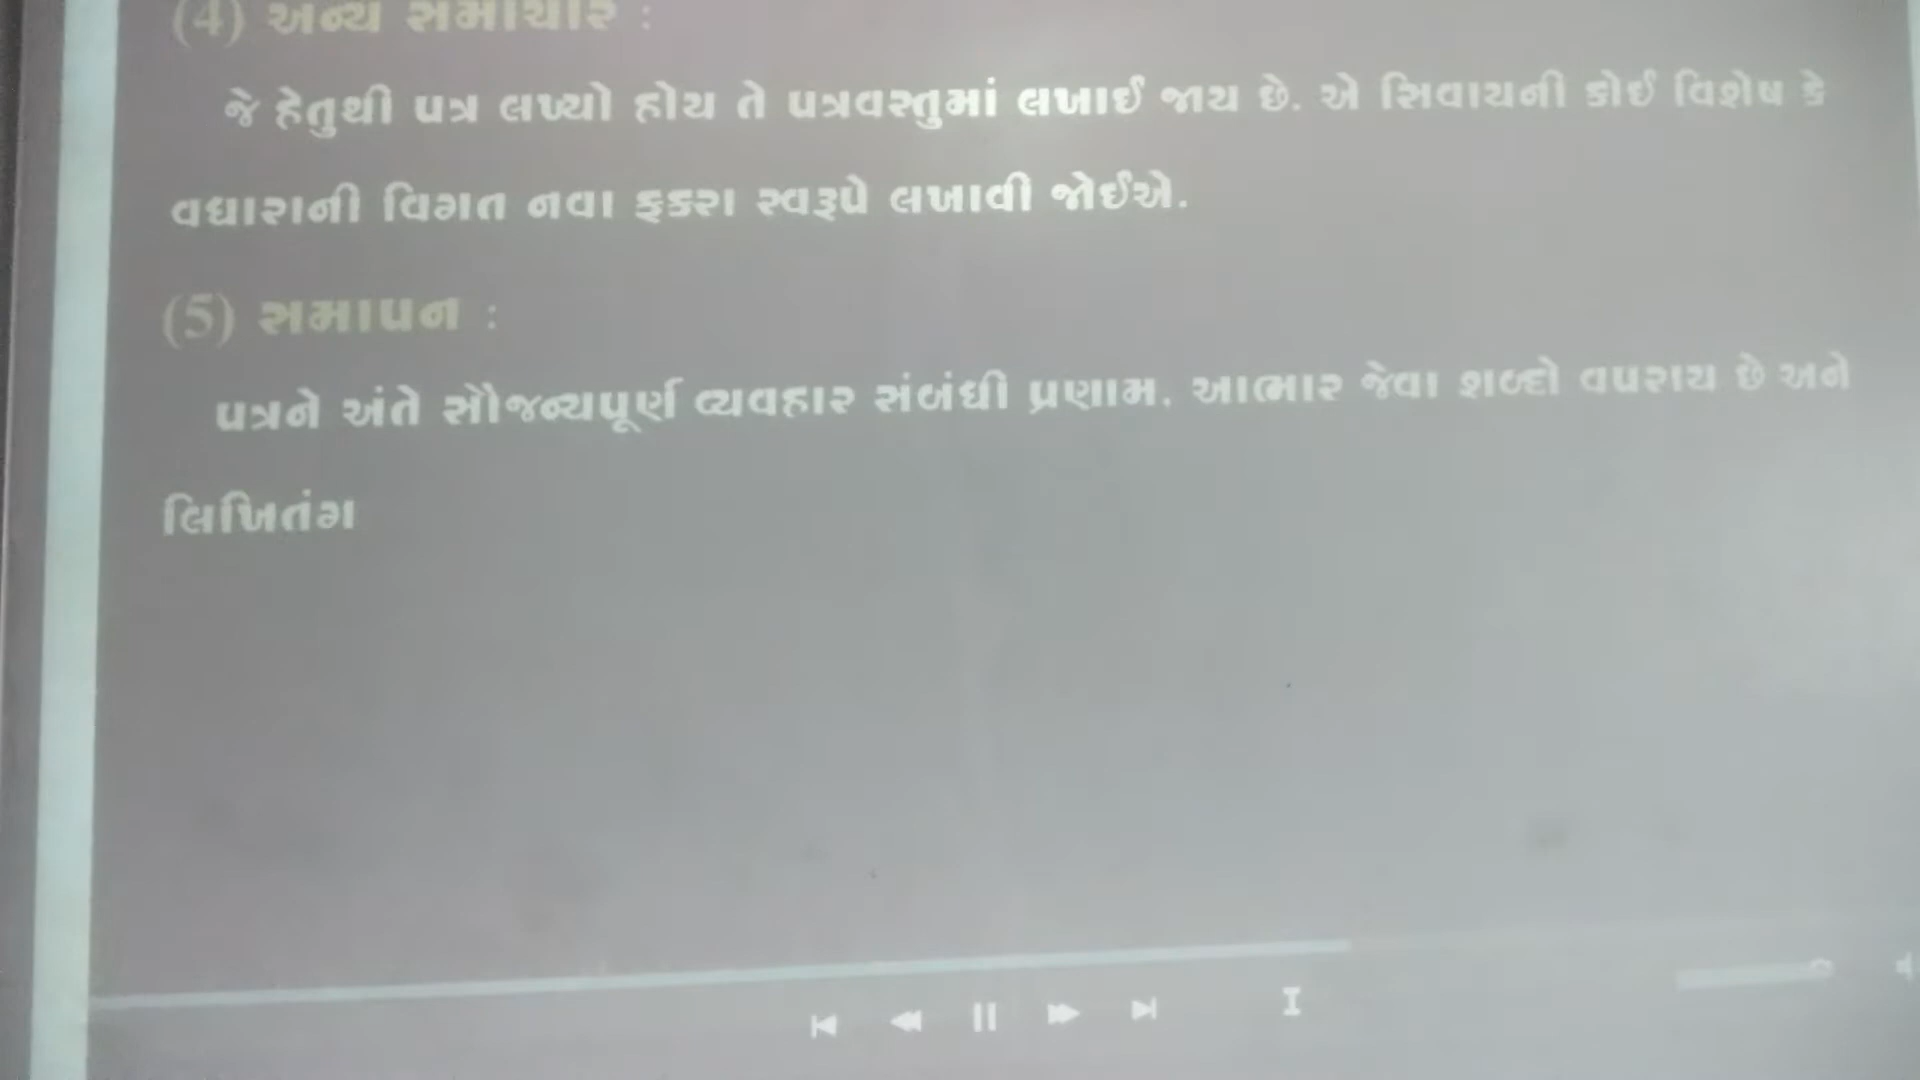 (4) અન્ય સમાચાર :
જે હેતુથી પત્ર લખ્યો હોય તે પત્રવસ્તુમાં લખાઈ જાય છે. એ સિવાયની કોઈ વિશેષ કે
વધારાની વિગત નવા ફકરા સ્વરૂપે લખાવી જોઈએ.
(5) સમાપન :
પત્રને અંતે સૌજન્યપૂર્ણ વ્યવહાર સંબંધી પ્રણામ, આભાર જેવા શબ્દો વપરાય છે અને
લિખિતંગ